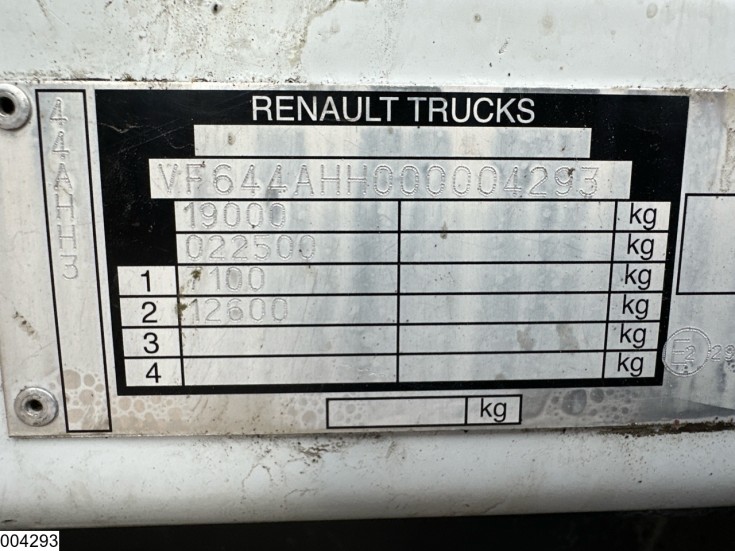 44AHH3
RENAULT TRUCKS
VF644AHH000004293
19000 kg
022500 kg
1 7100 kg
2 12600 kg
3 kg
4 kg
kg
E2
004293